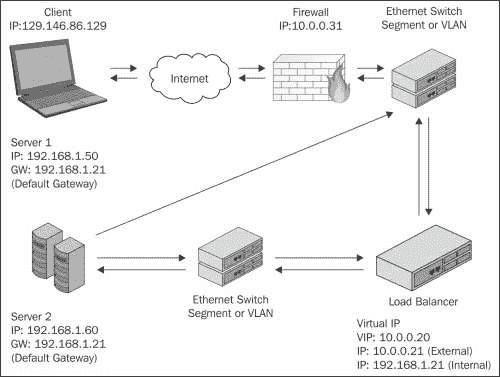 Client
IP:129.146.86.129
Firewall
IP:10.0.0.31
Ethernet Switch
Segment or VLAN
Internet
Server 1
IP: 192.168.1.50
GW: 192.168.1.21
(Default Gateway)
Ethernet Switch
Segment or VLAN
Load Balancer
Server 2
IP: 192.168.1.60
GW: 192.168.1.21
(Default Gateway)
Virtual IP
VIP: 10.0.0.20
IP: 10.0.0.21 (External)
IP: 192.168.1.21 (Internal)